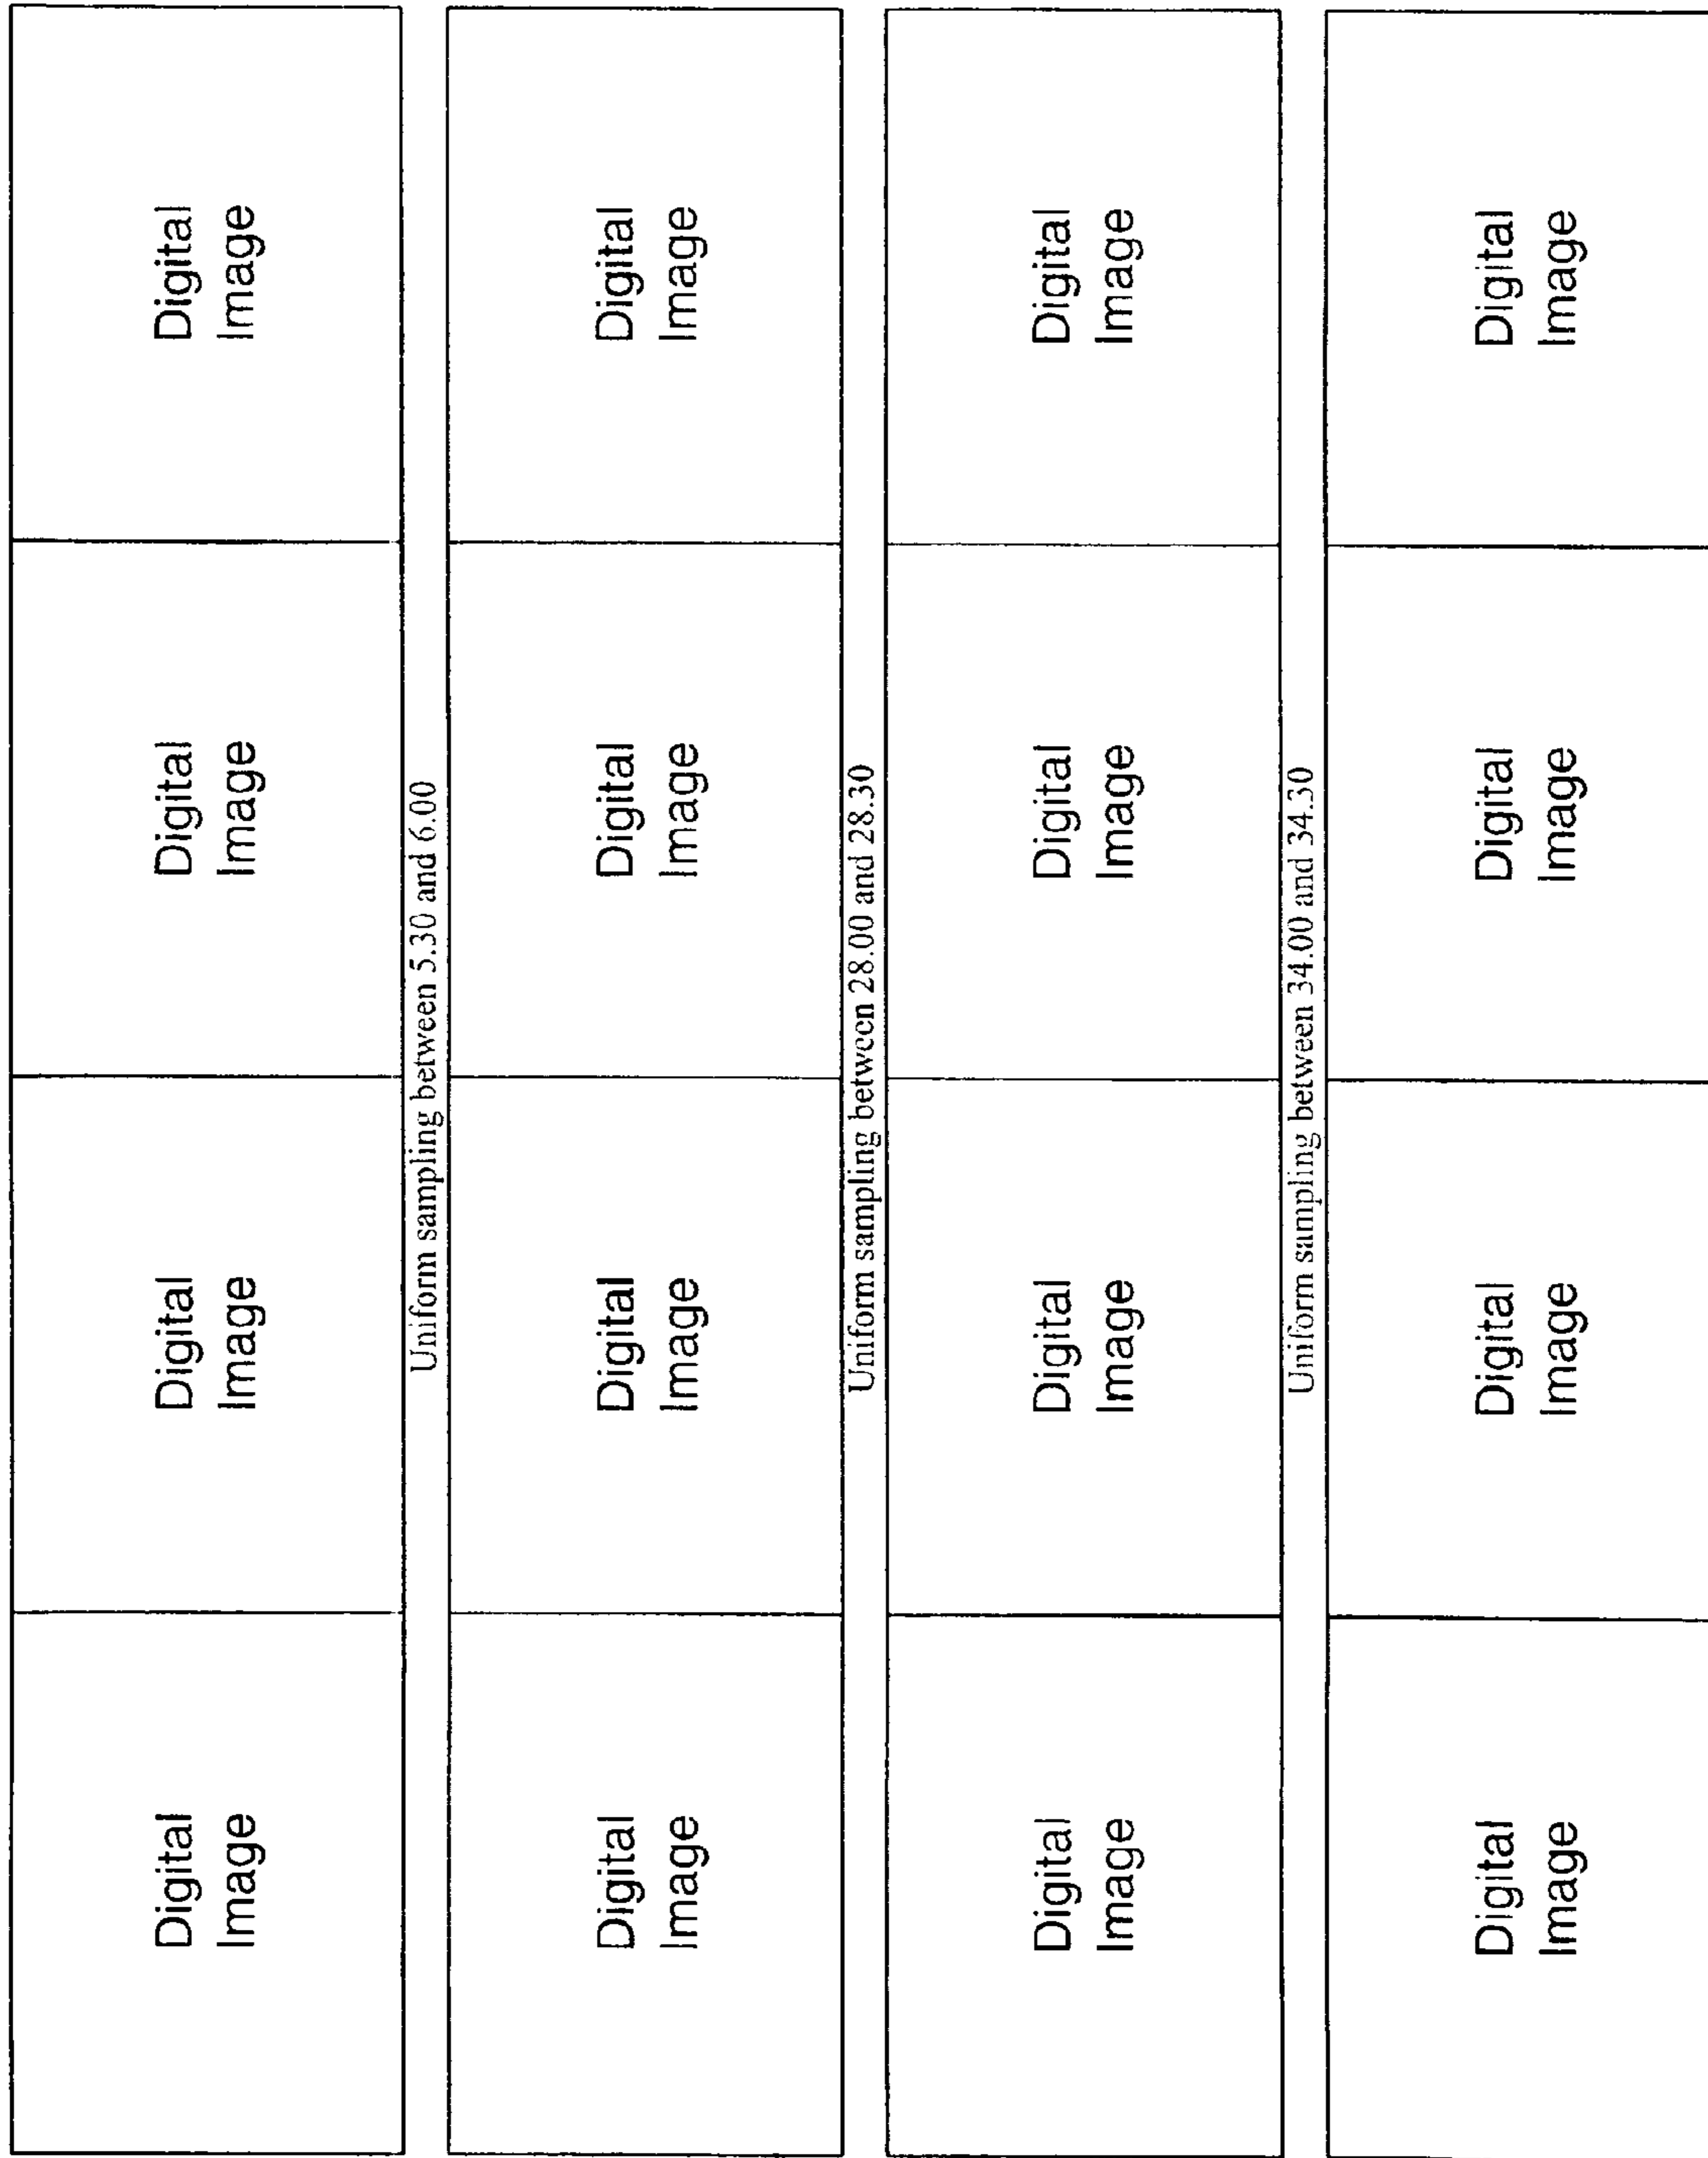 Digital
Image
Digital
Image
Digital
Image
Digital
Image
Uniform sampling between 5.30 and 6.00
Digital
Image
Digital
Image
Digital
Image
Digital
Image
Uniform sampling between 28.00 and 28.30
Digital
Image
Digital
Image
Digital
Image
Digital
Image
Uniform sampling between 34.00 and 34.30
Digital
Image
Digital
Image
Digital
Image
Digital
Image